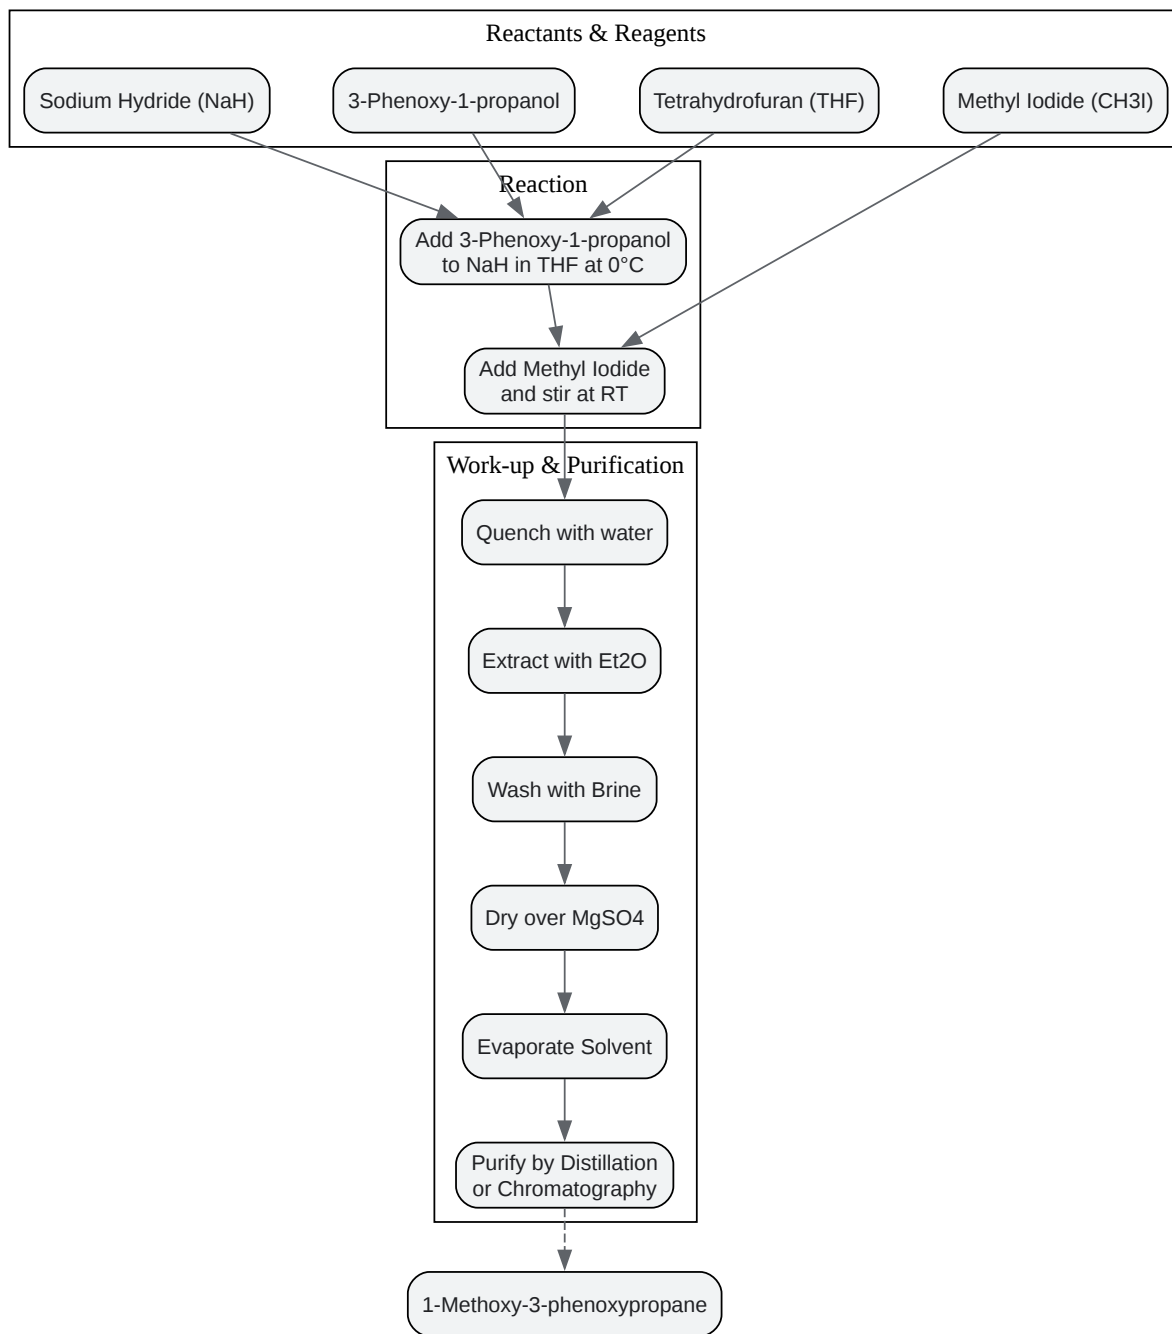 Reactants & Reagents
Sodium Hydride (NaH)
3-Phenoxy-1-propanol
Tetrahydrofuran (THF)
Methyl Iodide (CH3I)
Reaction
Add 3-Phenoxy-1-propanol
to NaH in THF at 0°C
Add Methyl Iodide
and stir at RT
Work-up & Purification
Quench with water
Extract with Et2O
Wash with Brine
Dry over MgSO4
Evaporate Solvent
Purify by Distillation
or Chromatography
1-Methoxy-3-phenoxypropane